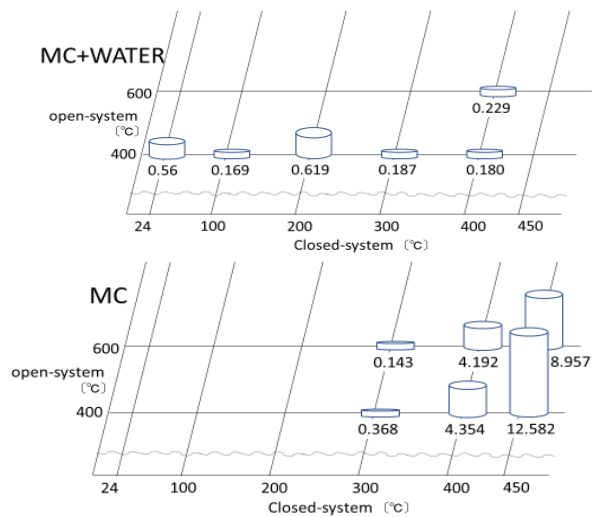 MC+WATER
600
0.229
open-system
〔℃〕
400
0.56 0.169 0.619 0.187 0.180
24 100 200 300 400 450
Closed-system 〔℃〕
MC
600
0.143 4.192 8.957
open-system
〔℃〕
400
0.368 4.354 12.582
24 100 200 300 400 450
Closed-system 〔℃〕